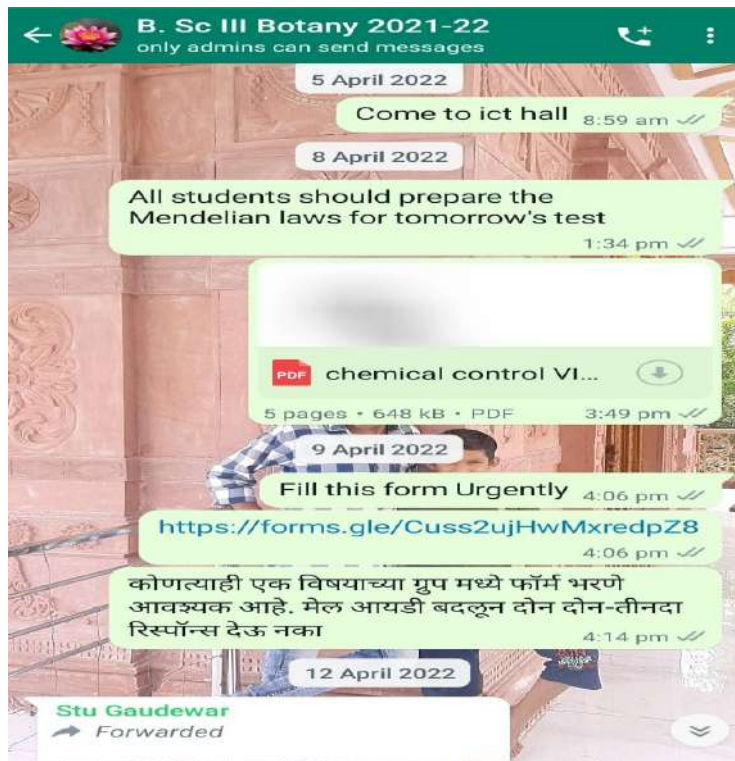 B. Sc III Botany 2021-22
only admins can send messages
5 April 2022
Come to ict hall 8:59 am
8 April 2022
All students should prepare the
Mendelian laws for tomorrow's test
1:34 pm
PDF chemical control VI...
5 pages • 648 kB • PDF 3:49 pm
9 April 2022
Fill this form Urgently 4:06 pm
https://forms.gle/Cuss2ujHwMxredpZ8
4:06 pm
कोणत्याही एक विषयाच्या ग्रुप मध्ये फॉर्म भरणे
आवश्यक आहे. मेल आयडी बदलून दोन दोन-तीनदा
रिस्पॉन्स देऊ नका 4:14 pm
12 April 2022
Stu Gaudewar
Forwarded